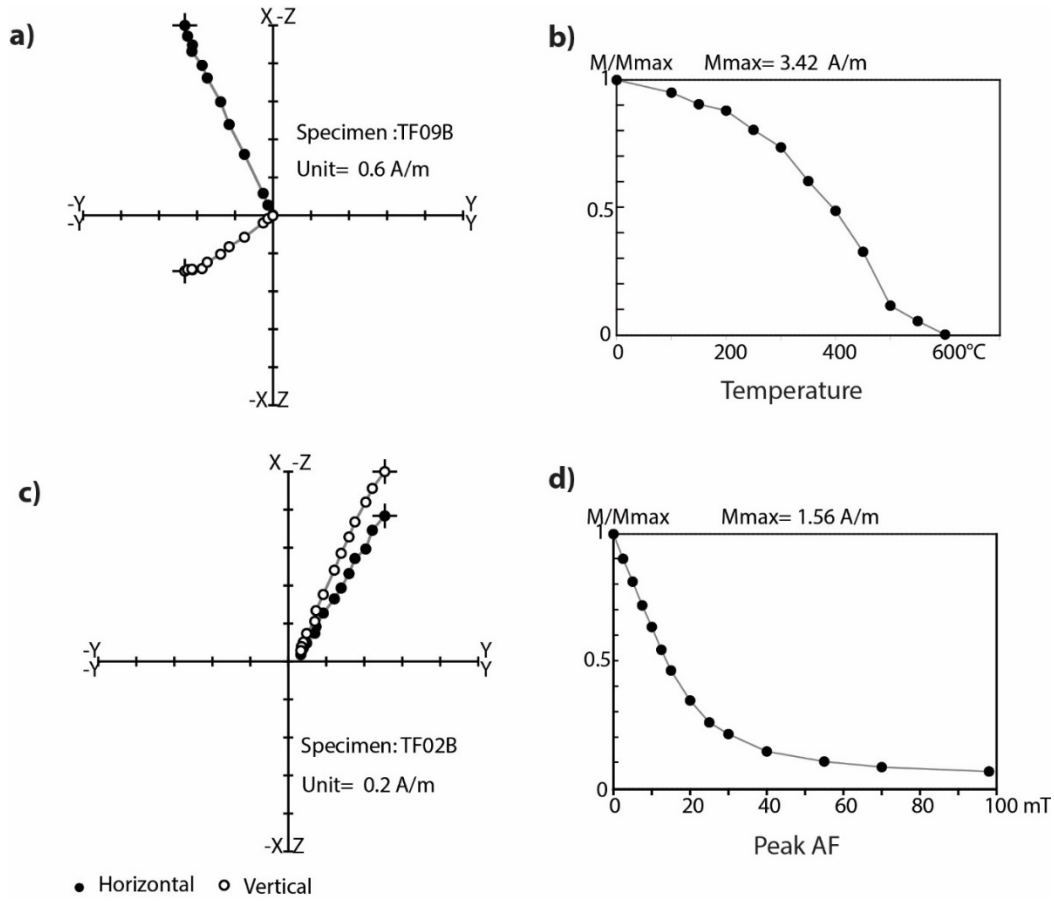 a)
X -Z
Specimen :TF09B
Unit= 0.6 A/m
-Y Y
-Y Y
-X Z
b)
M/Mmax Mmax= 3.42 A/m
1
0.5
0
0 200 400 600°C
Temperature
c)
X -Z
-Y Y
-Y Y
Specimen: TF02B
Unit= 0.2 A/m
-X Z
d)
M/Mmax Mmax= 1.56 A/m
1
0.5
0
0 20 40 60 80 100 mT
Peak AF
Horizontal Vertical